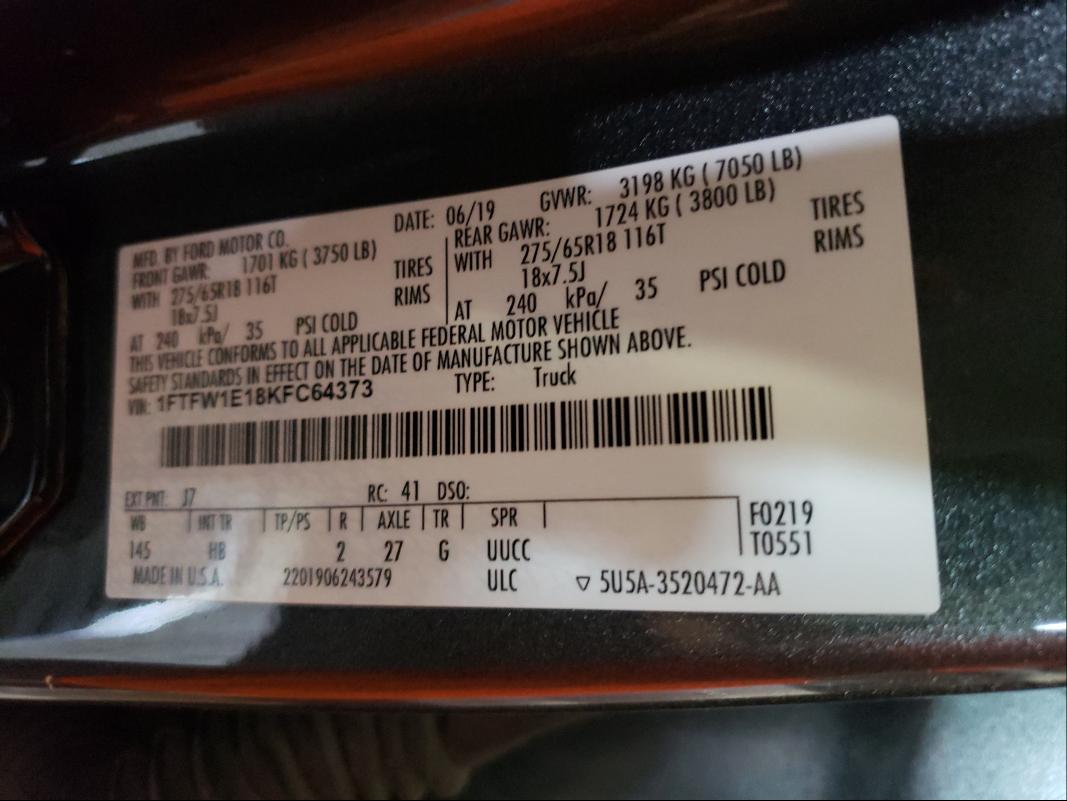 MFD. BY FORD MOTOR CO. DATE: 06/19 GVWR: 3198 KG ( 7050 LB)
FRONT GAWR: 1701 KG ( 3750 LB) REAR GAWR: 1724 KG ( 3800 LB)
WITH 275/65R18 116T TIRES WITH 275/65R18 116T TIRES
18x7.5J RIMS 18x7.5J RIMS
AT 240 kPa/ 35 PSI COLD AT 240 kPa/ 35 PSI COLD
THIS VEHICLE CONFORMS TO ALL APPLICABLE FEDERAL MOTOR VEHICLE
SAFETY STANDARDS IN EFFECT ON THE DATE OF MANUFACTURE SHOWN ABOVE.
VIN: 1FTFW1E18KFC64373 TYPE: Truck
EXT PNT: J7 RC: 41 DSO:
WB INT TR TP/PS R AXLE TR SPR F0219
145 HB 2 27 G UUCC T0551
MADE IN U.S.A. 2201906243579 ULC ▽ 5U5A-3520472-AA